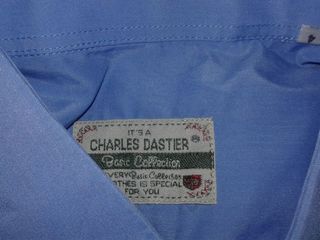 IT'S A
CHARLES DASTIER ®
Basic Collection
EVERY Basic Collection
CLOTHES IS SPECIAL
FOR YOU